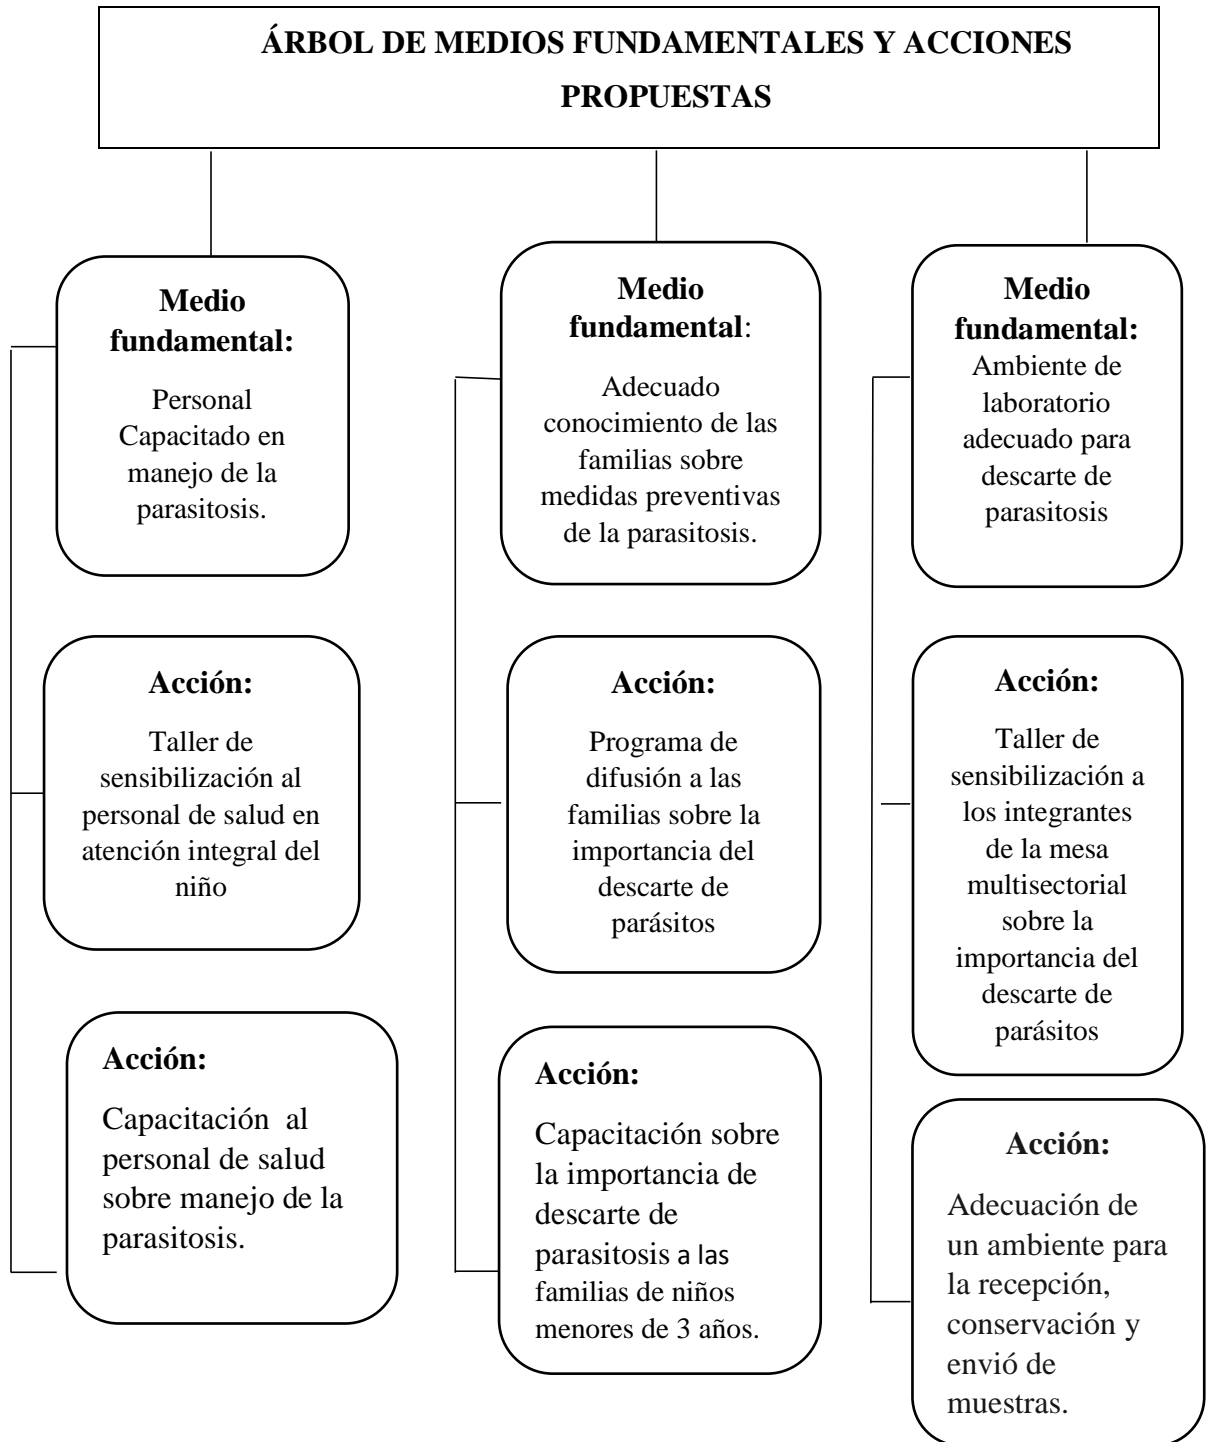 ÁRBOL DE MEDIOS FUNDAMENTALES Y ACCIONES
PROPUESTAS
Medio
fundamental:
Personal
Capacitado en
manejo de la
parasitosis.
Medio
fundamental:
Adecuado
conocimiento de las
familias sobre
medidas preventivas
de la parasitosis.
Medio
fundamental:
Ambiente de
laboratorio
adecuado para
descarte de
parasitosis
Acción:
Taller de
sensibilización al
personal de salud en
atención integral del
niño
Acción:
Programa de
difusión a las
familias sobre la
importancia del
descarte de
parásitos
Acción:
Taller de
sensibilización a
los integrantes
de la mesa
multisectorial
sobre la
importancia del
descarte de
parásitos
Acción:
Capacitación  al
personal de salud
sobre manejo de la
parasitosis.
Acción:
Capacitación sobre
la importancia de
descarte de
parasitosis a las
familias de niños
menores de 3 años.
Acción:
Adecuación de
un ambiente para
la recepción,
conservación y
envió de
muestras.